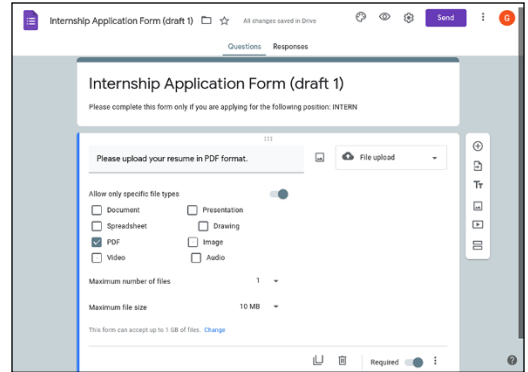 Internship Application Form (draft 1) All changes saved in Drive Send G
Questions Responses
Internship Application Form (draft 1)
Please complete this form only if you are applying for the following position: INTERN
Please upload your resume in PDF format. File upload
Allow only specific file types
Document Presentation
Spreadsheet Drawing
PDF Image
Video Audio
Maximum number of files 1
Maximum file size 10 MB
This form can accept up to 1 GB of files. Change
Required